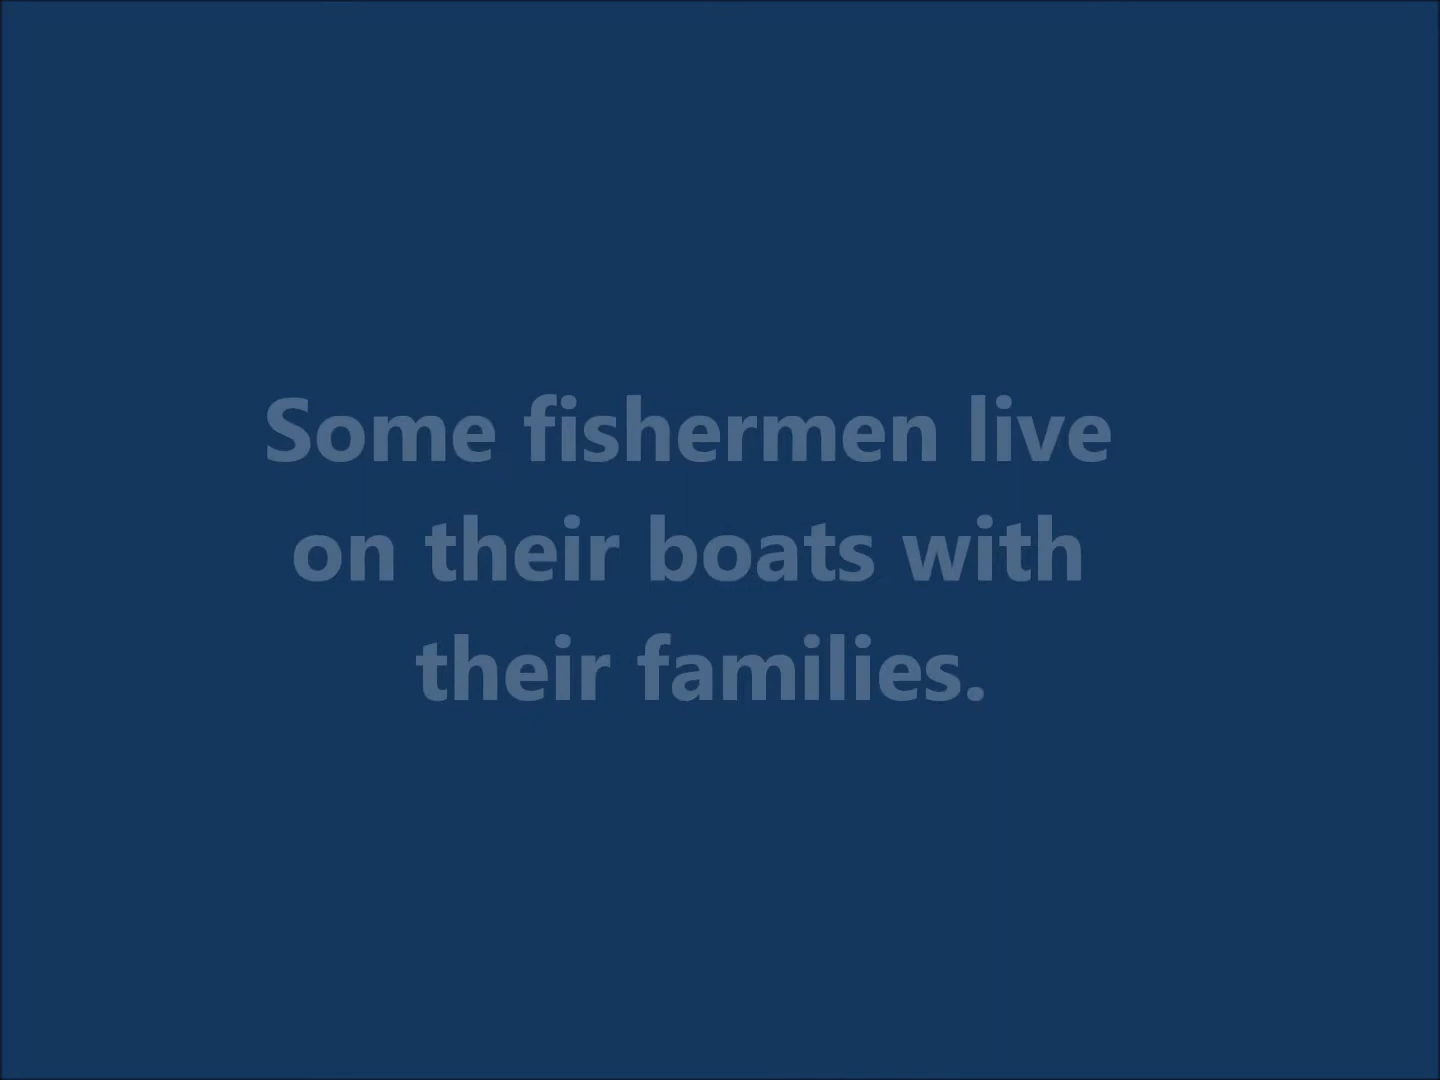 Some fishermen live
on their boats with
their families.